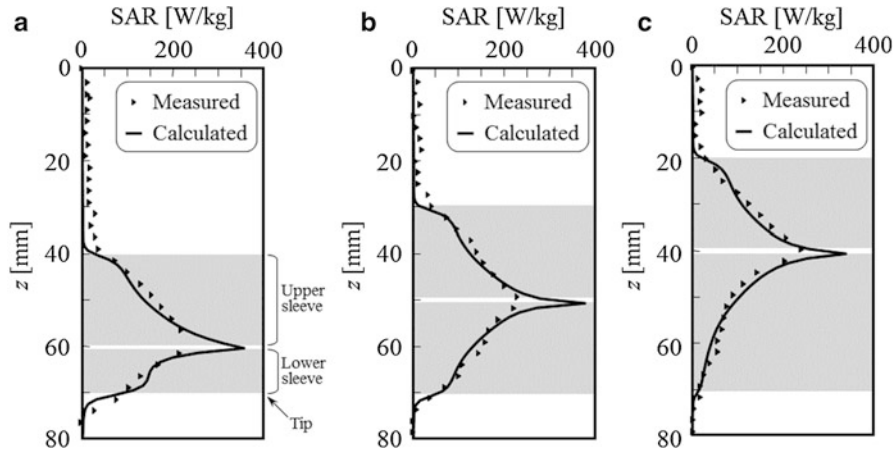 a
SAR [W/kg]
0 200 400
0
20
40
60
80
z [mm]
Measured
Calculated
Upper
sleeve
Lower
sleeve
Tip
b
SAR [W/kg]
0 200 400
0
20
40
60
80
z [mm]
Measured
Calculated
c
SAR [W/kg]
0 200 400
0
20
40
60
80
z [mm]
Measured
Calculated